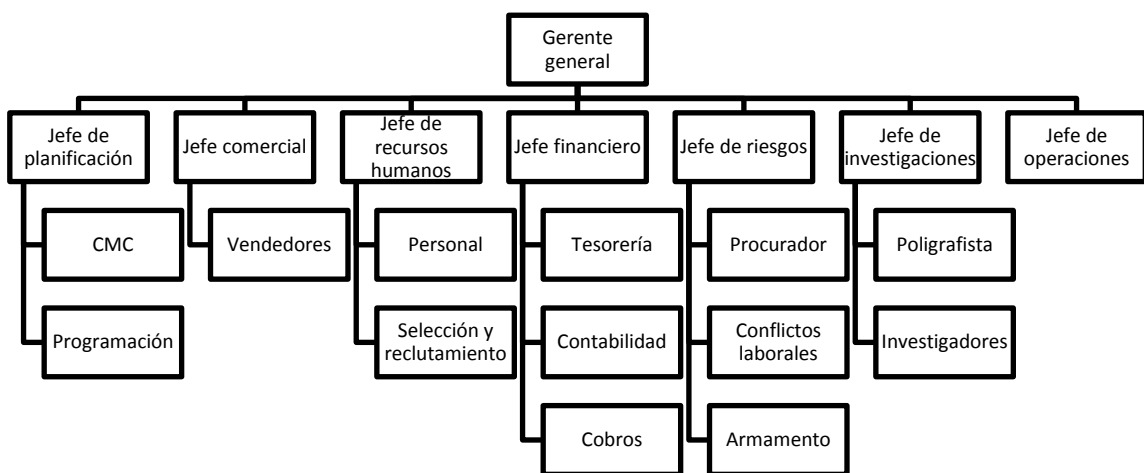 Gerente
general
Jefe de
planificación
Jefe comercial
Jefe de
recursos
humanos
Jefe financiero
Jefe de riesgos
Jefe de
investigaciones
Jefe de
operaciones
CMC
Vendedores
Personal
Tesorería
Procurador
Poligrafista
Programación
Selección y
reclutamiento
Contabilidad
Conflictos
laborales
Investigadores
Cobros
Armamento